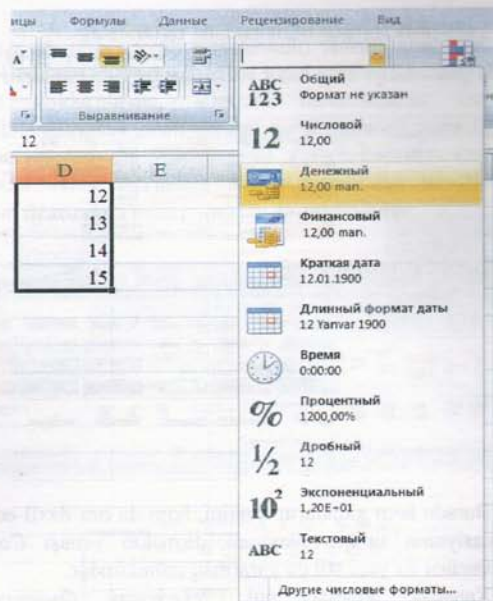 ицы Формулы Данные Рецензирование Вид
Выравнивание
12
D E
12
13
14
15
ABC 123 Общий
Формат не указан
12 Числовой
12,00
Денежный
12,00 man.
Финансовый
12,00 man.
Краткая дата
12.01.1900
Длинный формат даты
12 Yanvar 1900
Время
0:00:00
% Процентный
1200,00%
1/2 Дробный
12
10² Экспоненциальный
1,20E+01
ABC Текстовый
12
Другие числовые форматы...